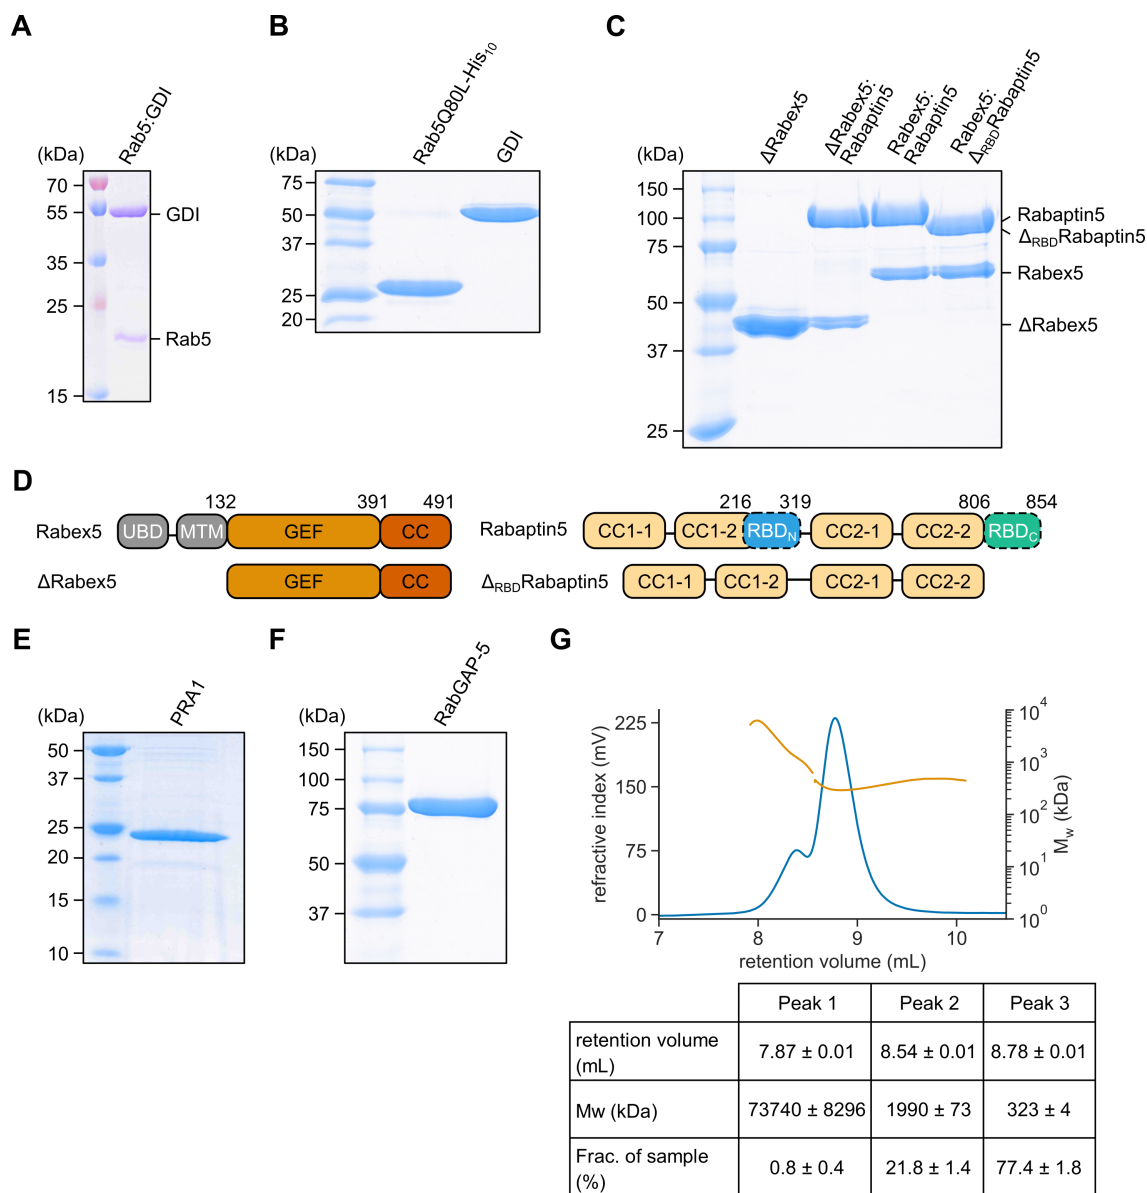 A
(kDa)
Rab5:GDI
70
55
35
25
15
GDI
Rab5
B
(kDa)
Rab5Q80L-His10
GDI
75
50
37
25
20
C
(kDa)
ΔRabex5
ΔRabex5:
Rabaptin5
Rabex5:
Rabaptin5
Rabex5:
ΔRBDRabaptin5
150
100
75
50
37
25
Rabaptin5
ΔRBDRabaptin5
Rabex5
ΔRabex5
D
132 391 491
Rabex5 UBD MTM GEF CC
ΔRabex5 GEF CC
216 319 806 854
Rabaptin5 CC1-1 CC1-2 RBDN CC2-1 CC2-2 RBDC
ΔRBDRabaptin5 CC1-1 CC1-2 CC2-1 CC2-2
E
(kDa)
PRA1
50
37
25
20
15
10
F
(kDa)
RabGAP-5
150
100
75
50
37
G
refractive index (mV)
225
150
75
0
7 8 9 10
retention volume (mL)
10^4
10^3
10^2
10^1
10^0
Mw (kDa)
Peak 1 Peak 2 Peak 3
retention volume
(mL)
7.87 ± 0.01 8.54 ± 0.01 8.78 ± 0.01
Mw (kDa) 73740 ± 8296 1990 ± 73 323 ± 4
Frac. of sample
(%)
0.8 ± 0.4 21.8 ± 1.4 77.4 ± 1.8